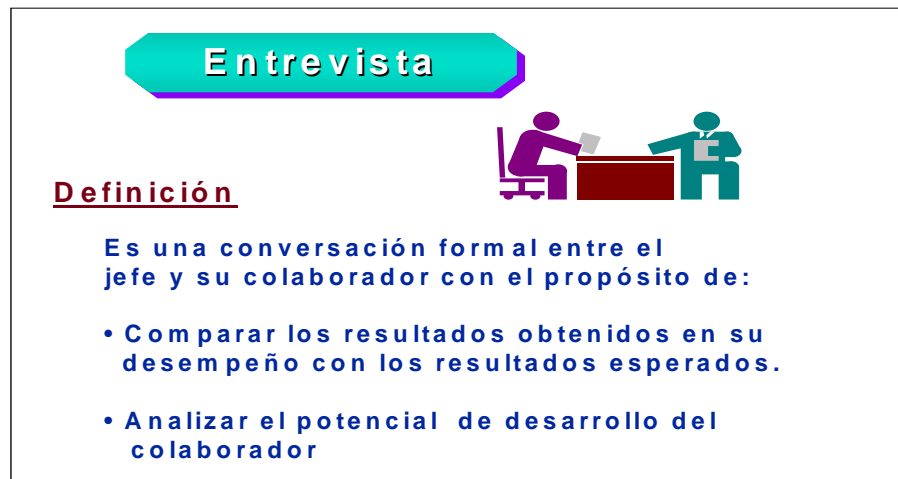 Entrevista
Definición
Es una conversación formal entre el
jefe y su colaborador con el propósito de:
• Comparar los resultados obtenidos en su
desempeño con los resultados esperados.
• Analizar el potencial de desarrollo del
colaborador